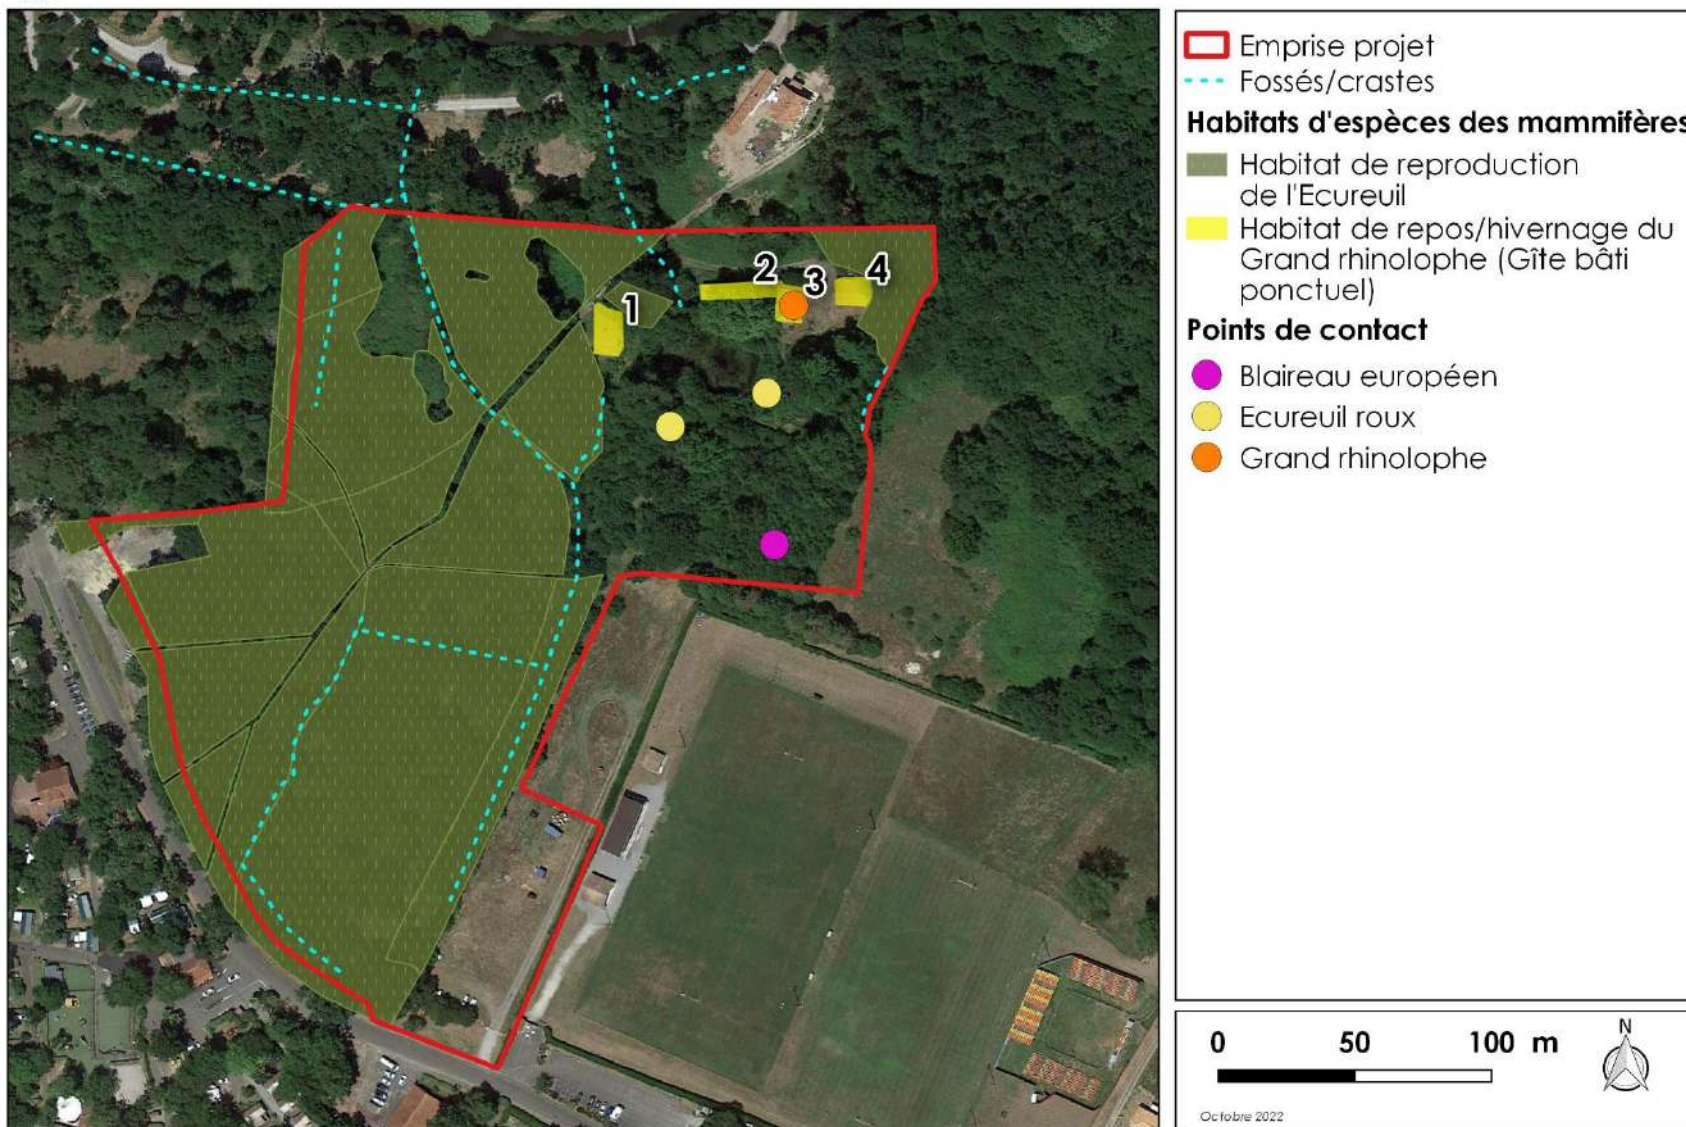 Emprise projet
Fossés/crastes
Habitats d'espèces des mammifères
Habitat de reproduction
de l'Ecureuil
Habitat de repos/hivernage du
Grand rhinolophe (Gîte bâti
ponctuel)
Points de contact
Blaireau européen
Ecureuil roux
Grand rhinolophe
1
2
3
4
0 50 100 m
N
Octobre 2022